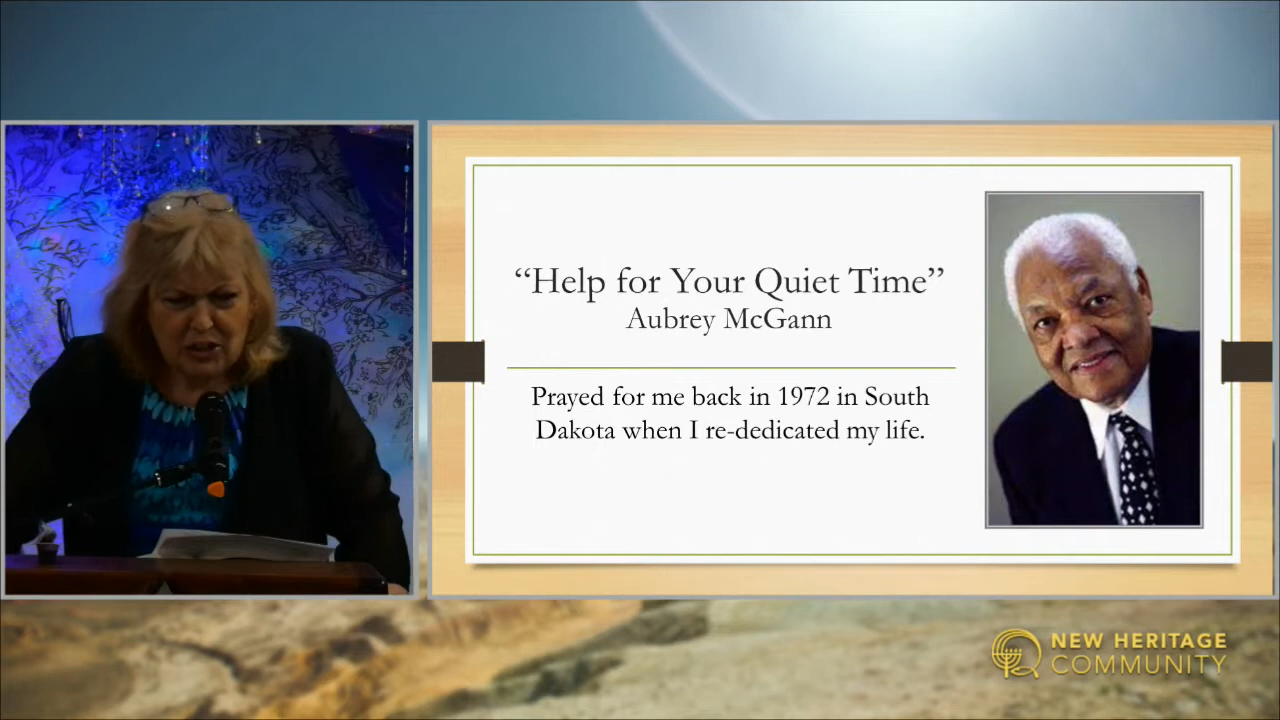 “Help for Your Quiet Time”
Aubrey McGann
Prayed for me back in 1972 in South
Dakota when I re-dedicated my life.
NEW HERITAGE
COMMUNITY